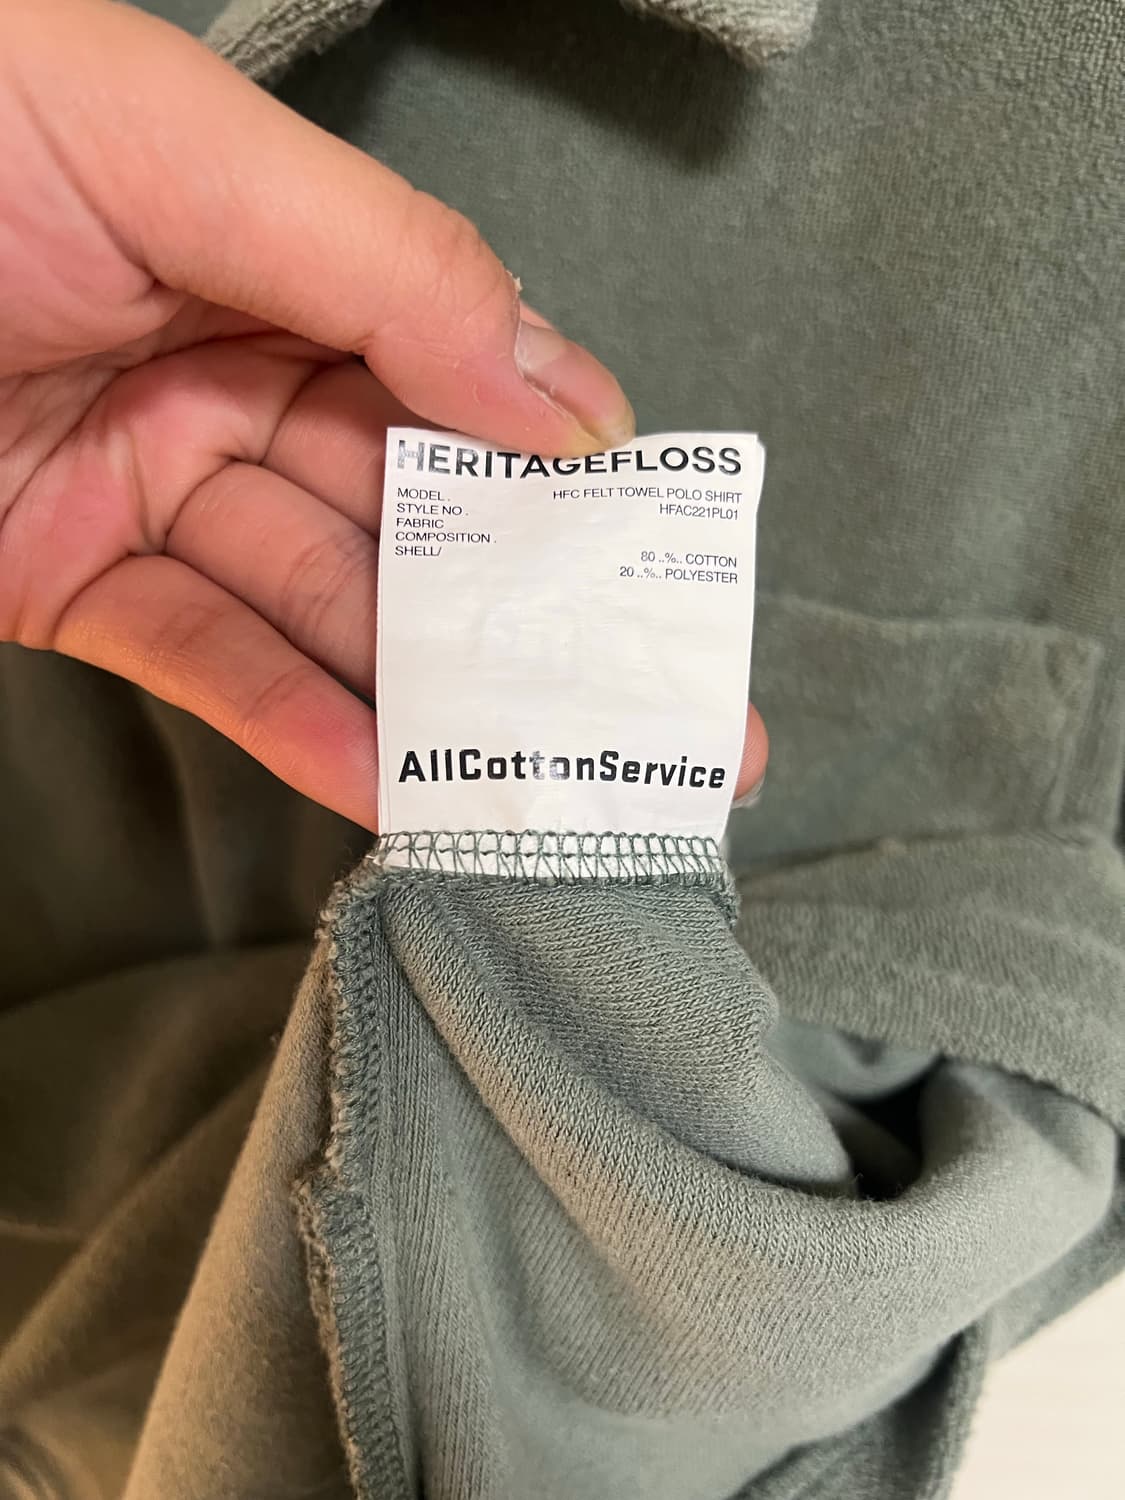 HERITAGEFLOSS
MODEL. HFC FELT TOWEL POLO SHIRT
STYLE NO. HFAC221PL01
FABRIC
COMPOSITION.
SHELL/ 80..%.. COTTON
20..%.. POLYESTER
AllCottonService